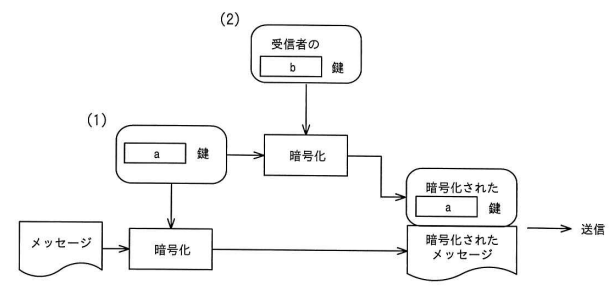 (2)
受信者の
b 鍵
(1)
a 鍵
暗号化
暗号化された
a 鍵
メッセージ
暗号化
暗号化された
メッセージ
送信